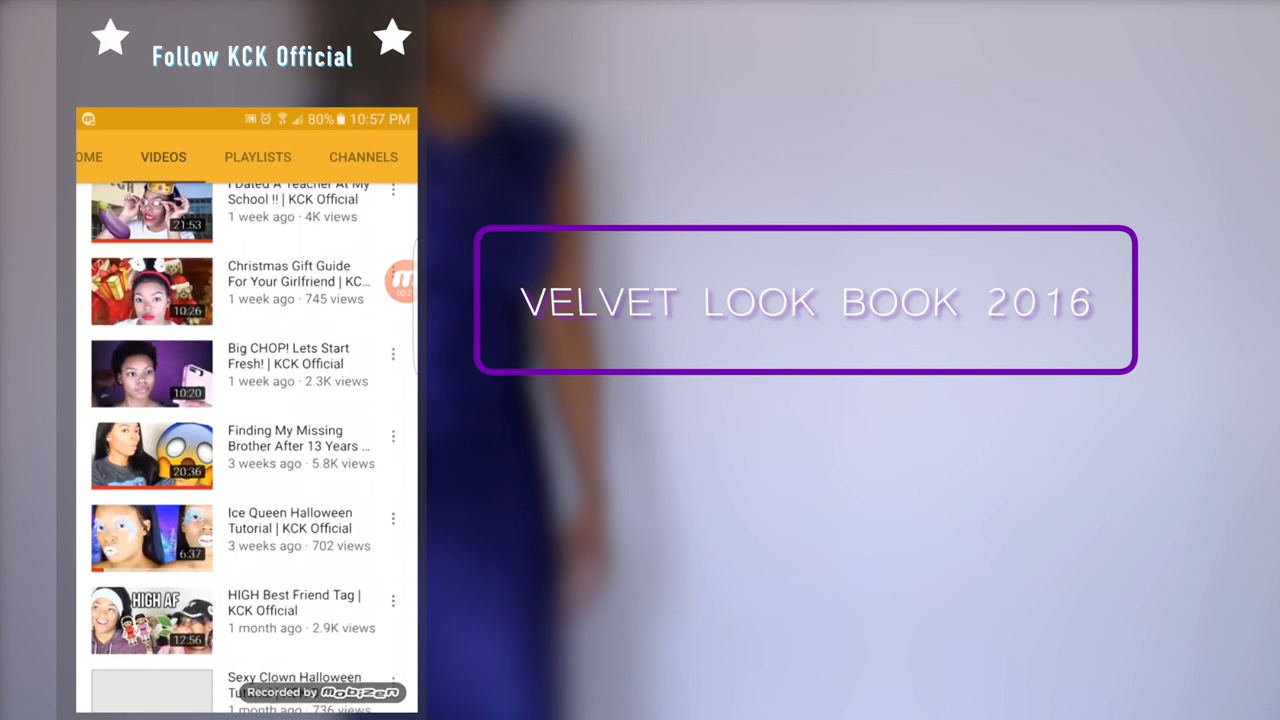 Follow KCK Official
80% 10:57 PM
OME VIDEOS PLAYLISTS CHANNELS
I Dated A Teacher At My
School !! | KCK Official
1 week ago · 4K views
21:53
Christmas Gift Guide
For Your Girlfriend | KC...
1 week ago · 745 views
10:26
Big CHOP! Lets Start
Fresh! | KCK Official
1 week ago · 2.3K views
10:20
Finding My Missing
Brother After 13 Years ...
3 weeks ago · 5.8K views
20:36
Ice Queen Halloween
Tutorial | KCK Official
3 weeks ago · 702 views
6:37
HIGH AF
HIGH Best Friend Tag |
KCK Official
1 month ago · 2.9K views
12:56
Sexy Clown Halloween
Recorded by mobizen
1 month ago · 736 views
VELVET LOOK BOOK 2016